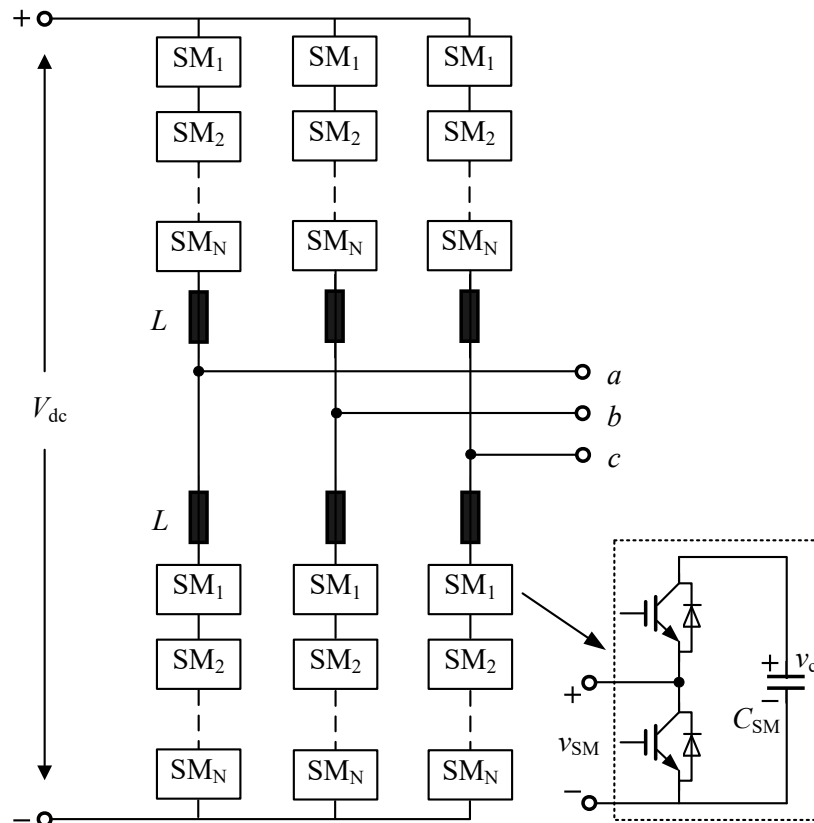 +
SM1 SM1 SM1
SM2 SM2 SM2
SMN SMN SMN
L
a
Vdc
b
c
L
SM1 SM1 SM1
SM2 SM2 SM2
+ vc
+ −
CSM
vSM
SMN SMN SMN
−
−